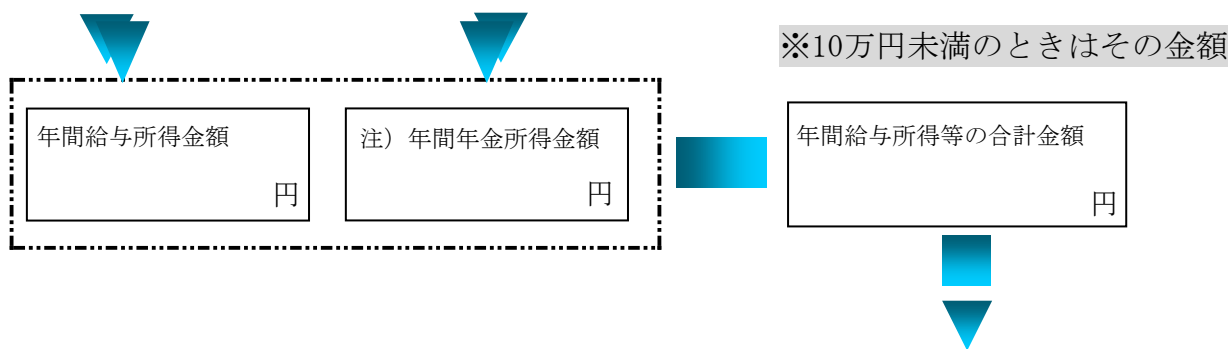 ※10万円未満のときはその金額
年間給与所得金額
円
注）年間年金所得金額
円
年間給与所得等の合計金額
円